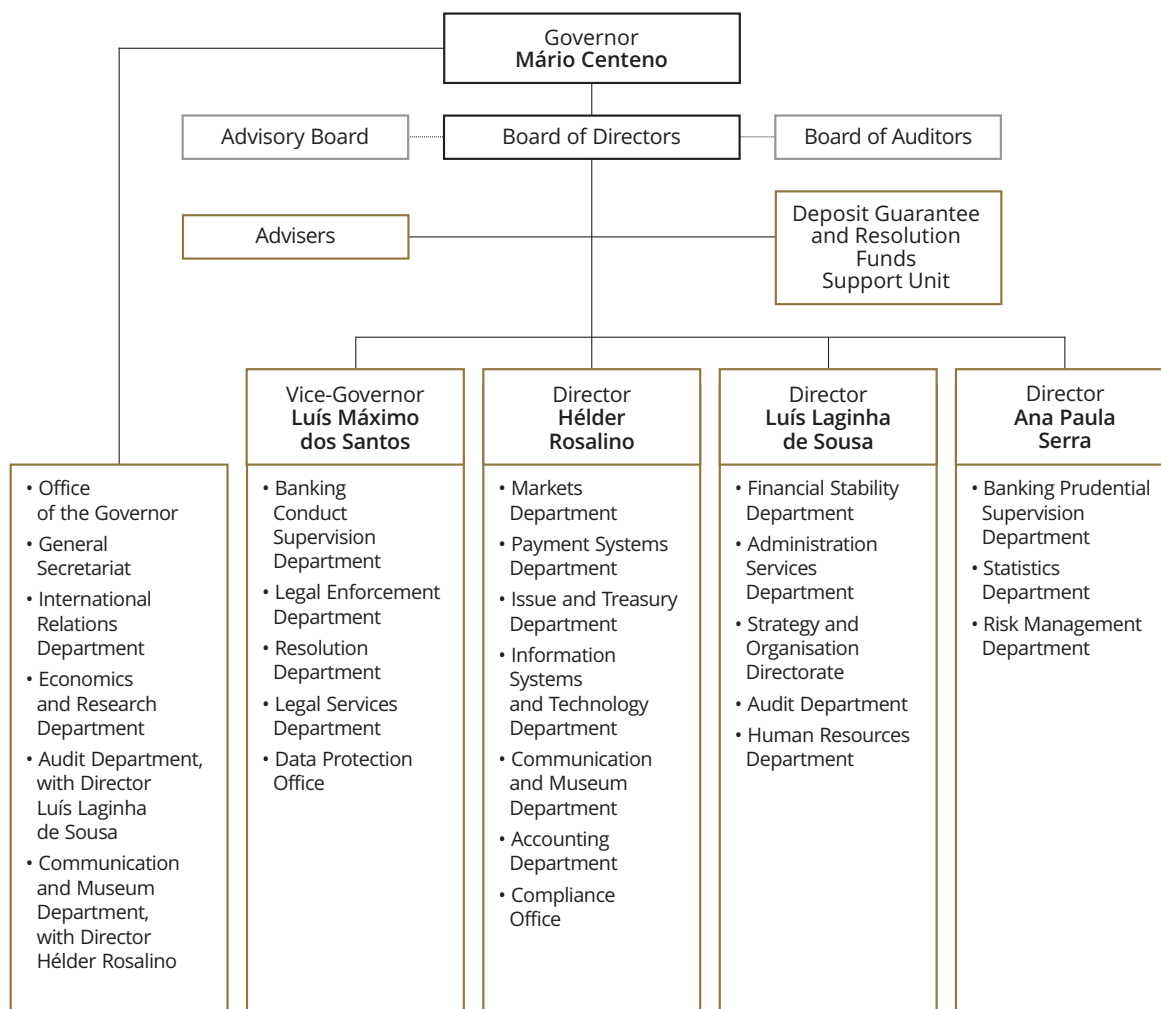 Governor
Mário Centeno
Advisory Board
Board of Directors
Board of Auditors
Advisers
Deposit Guarantee
and Resolution
Funds
Support Unit
Vice-Governor
Luís Máximo
dos Santos
Director
Hélder
Rosalino
Director
Luís Laginha
de Sousa
Director
Ana Paula
Serra
• Office
of the Governor
• General
Secretariat
• International
Relations
Department
• Economics
and Research
Department
• Audit Department,
with Director
Luís Laginha
de Sousa
• Communication
and Museum
Department,
with Director
Hélder Rosalino
• Banking
Conduct
Supervision
Department
• Legal Enforcement
Department
• Resolution
Department
• Legal Services
Department
• Data Protection
Office
• Markets
Department
• Payment Systems
Department
• Issue and Treasury
Department
• Information
Systems
and Technology
Department
• Communication
and Museum
Department
• Accounting
Department
• Compliance
Office
• Financial Stability
Department
• Administration
Services
Department
• Strategy and
Organisation
Directorate
• Audit Department
• Human Resources
Department
• Banking Prudential
Supervision
Department
• Statistics
Department
• Risk Management
Department